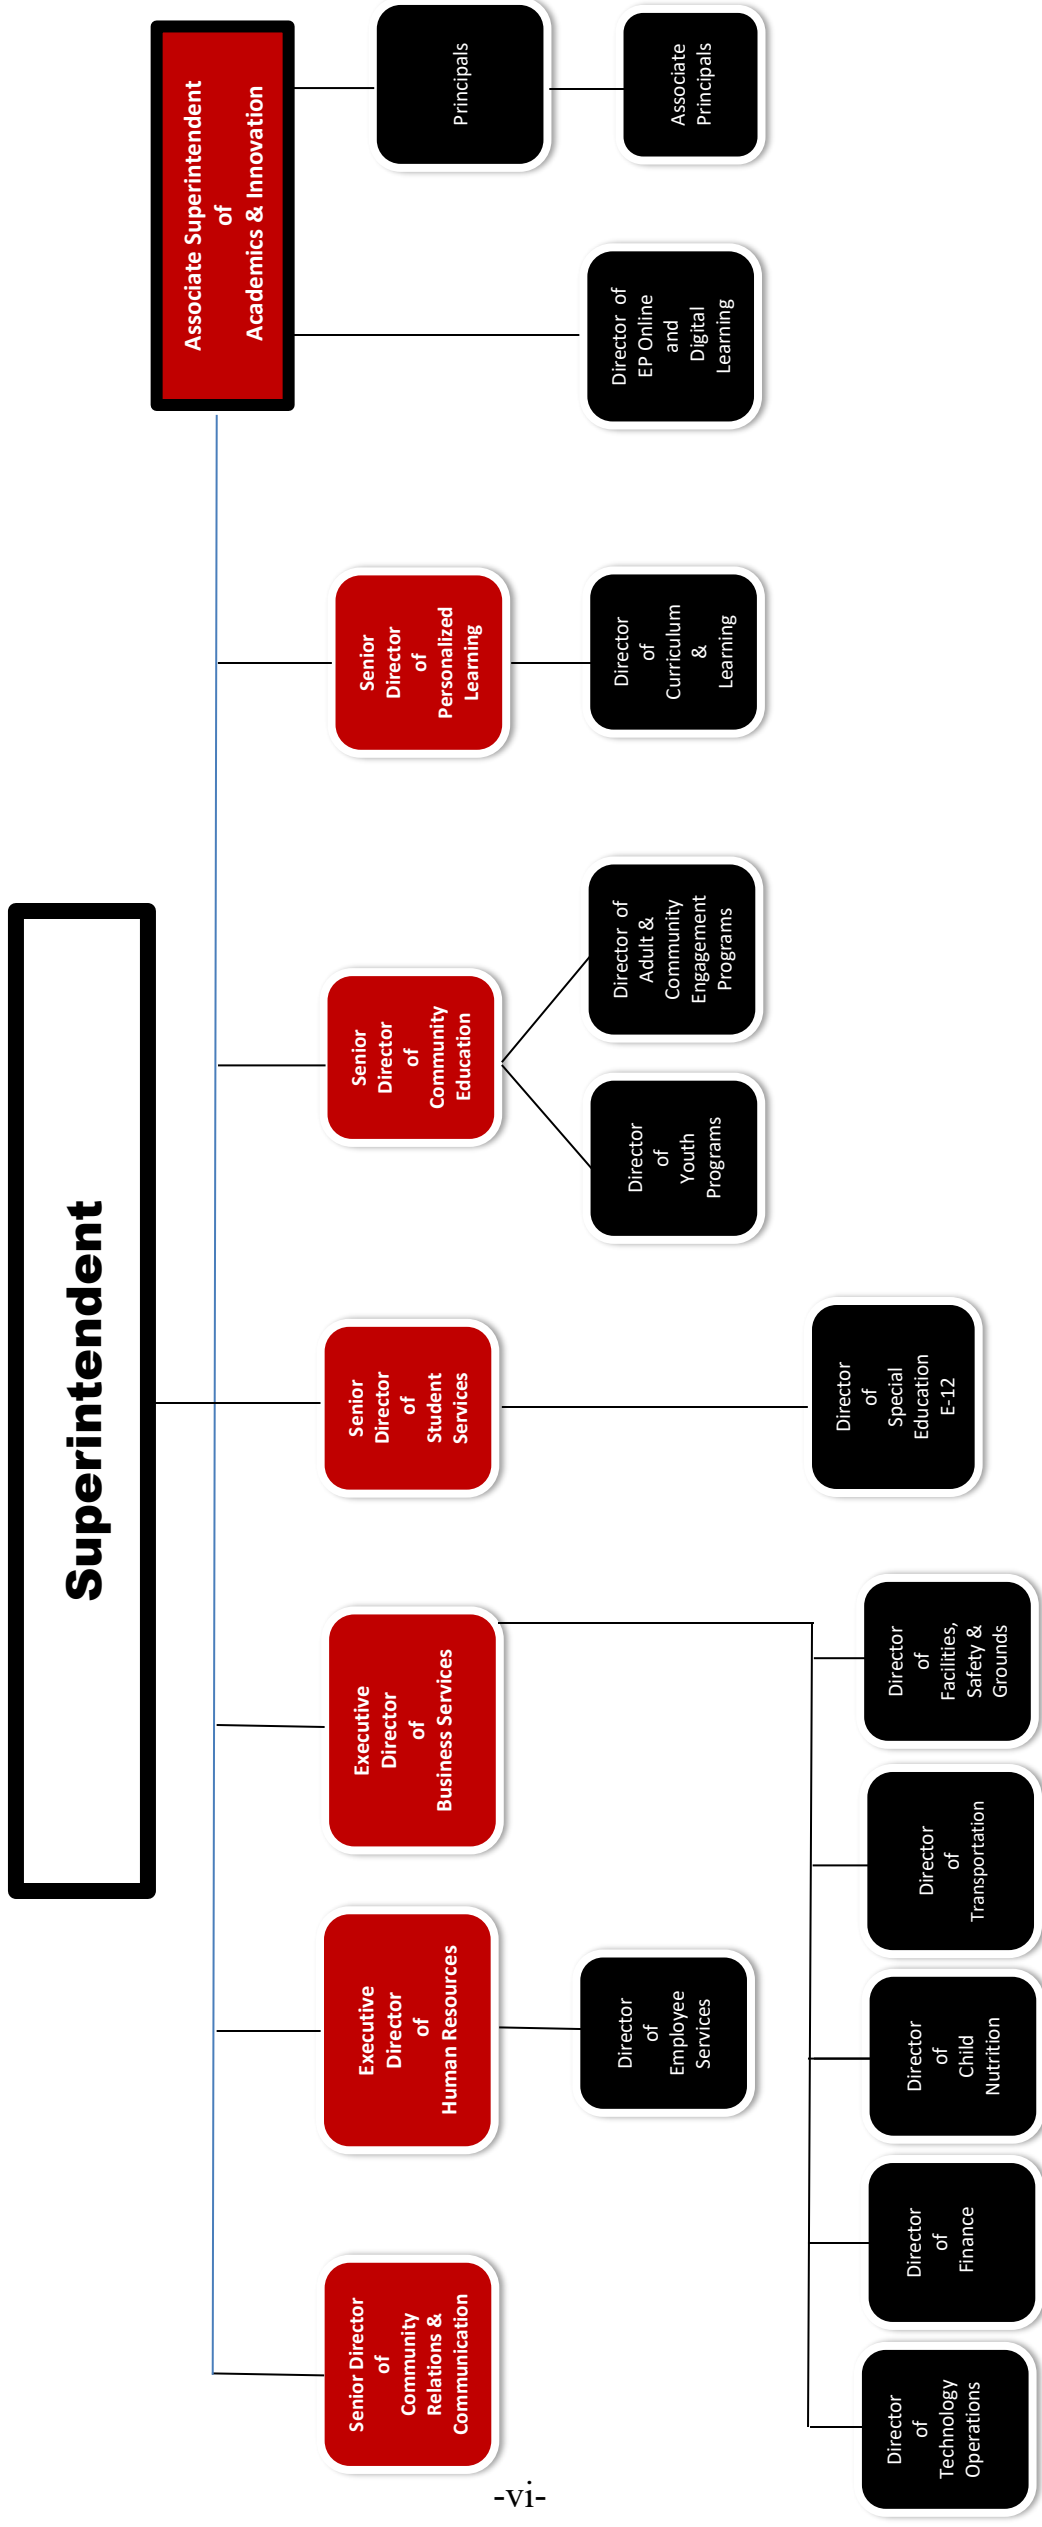 Superintendent
Associate Superintendent
of
Academics & Innovation
Senior Director
of
Community
Relations &
Communication
Executive
Director
of
Human Resources
Executive
Director
of
Business Services
Senior
Director
of
Student
Services
Senior
Director
of
Community
Education
Senior
Director
of
Personalized
Learning
Principals
Director
of
Employee
Services
Director
of
Youth
Programs
Director of
Adult &
Community
Engagement
Programs
Director
of
Curriculum
&
Learning
Director of
EP Online
and
Digital
Learning
Associate
Principals
Director
of
Special
Education
E-12
Director
of
Technology
Operations
Director
of
Finance
Director
of
Child
Nutrition
Director
of
Transportation
Director
of
Facilities,
Safety &
Grounds
-vi-